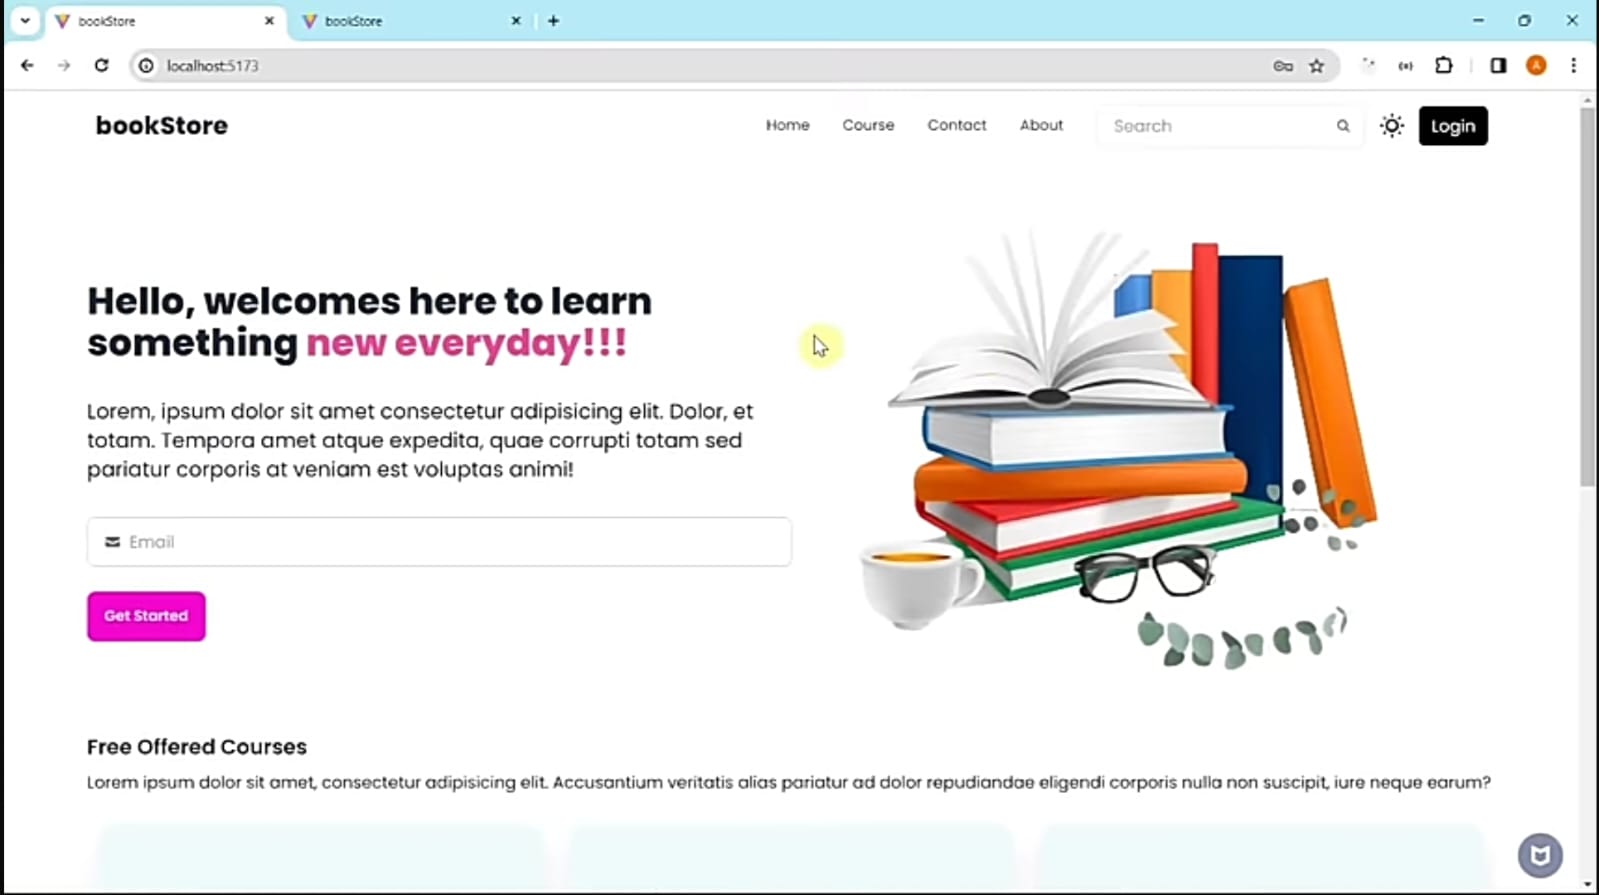 bookStore
bookStore
localhost:5173
A
bookStore
Home
Course
Contact
About
Search
Login
Hello, welcomes here to learn
something new everyday!!!
Lorem, ipsum dolor sit amet consectetur adipisicing elit. Dolor, et
totam. Tempora amet atque expedita, quae corrupti totam sed
pariatur corporis at veniam est voluptas animi!
Email
Get Started
Free Offered Courses
Lorem ipsum dolor sit amet, consectetur adipisicing elit. Accusantium veritatis alias pariatur ad dolor repudiandae eligendi corporis nulla non suscipit, iure neque earum?